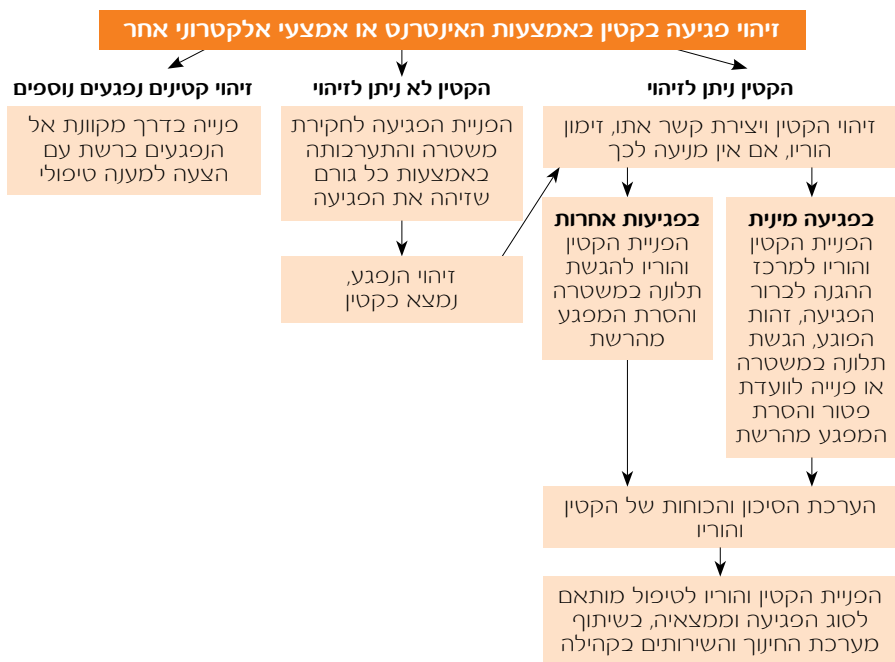 זיהוי פגיעה בקטין באמצעות האינטרנט או אמצעי אלקטרוני אחר
הקטין ניתן לזיהוי
זיהוי הקטין ויצירת קשר אתו, זימון
הוריו, אם אין מניעה לכך
בפגיעה מינית
הפניית הקטין
והוריו למרכז
ההגנה לברור
הפגיעה, זהות
הפוגע, הגשת
תלונה במשטרה
או פנייה לוועדת
פטור והסרת
המפגע מהרשת
בפגיעות אחרות
הפניית הקטין
והוריו להגשת
תלונה במשטרה
והסרת המפגע
מהרשת
הערכת הסיכון והכוחות של הקטין
והוריו
הפניית הקטין והוריו לטיפול מותאם
לסוג הפגיעה וממצאיה, בשיתוף
מערכת החינוך והשירותים בקהילה
הקטין לא ניתן לזיהוי
הפניית הפגיעה לחקירת
משטרה והתערבותה
באמצעות כל גורם
שזיהה את הפגיעה
זיהוי הנפגע,
נמצא כקטין
זיהוי קטינים נפגעים נוספים
פנייה בדרך מקוונת אל
הנפגעים ברשת עם
הצעה למענה טיפולי